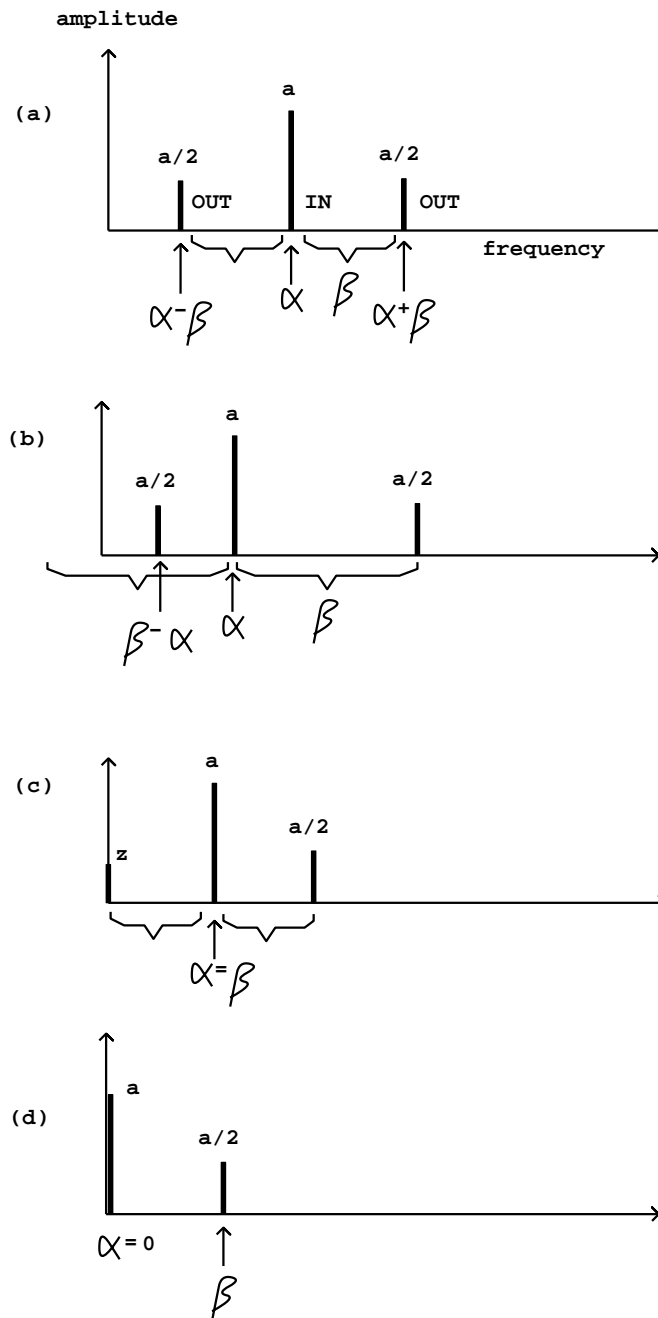 amplitude
(a)
a
a/2
a/2
OUT
IN
OUT
frequency
α-β
α
β
α+β
(b)
a
a/2
a/2
β-α
α
β
(c)
a
z
a/2
α=β
(d)
a
a/2
α=0
β